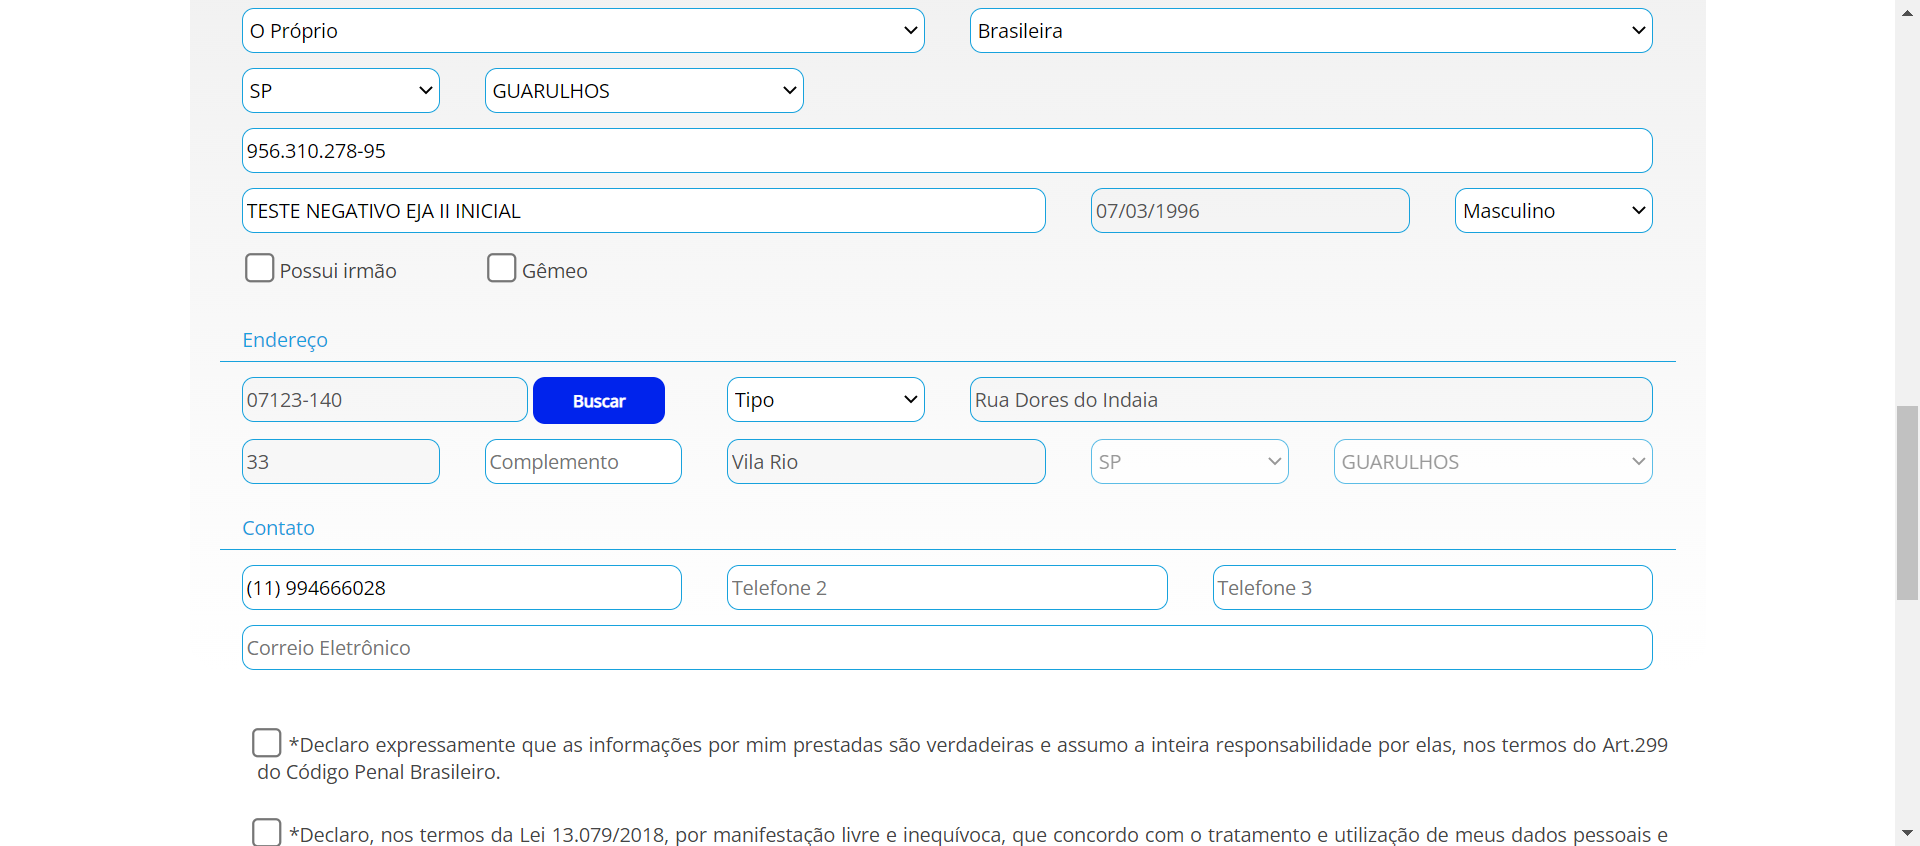 O Próprio Brasileira
SP GUARULHOS
956.310.278-95
TESTE NEGATIVO EJA II INICIAL 07/03/1996 Masculino
Possui irmão Gêmeo
Endereço
07123-140 Buscar Tipo Rua Dores do Indaia
33 Complemento Vila Rio SP GUARULHOS
Contato
(11) 994666028 Telefone 2 Telefone 3
Correio Eletrônico
*Declaro expressamente que as informações por mim prestadas são verdadeiras e assumo a inteira responsabilidade por elas, nos termos do Art.299
do Código Penal Brasileiro.
*Declaro, nos termos da Lei 13.079/2018, por manifestação livre e inequívoca, que concordo com o tratamento e utilização de meus dados pessoais e